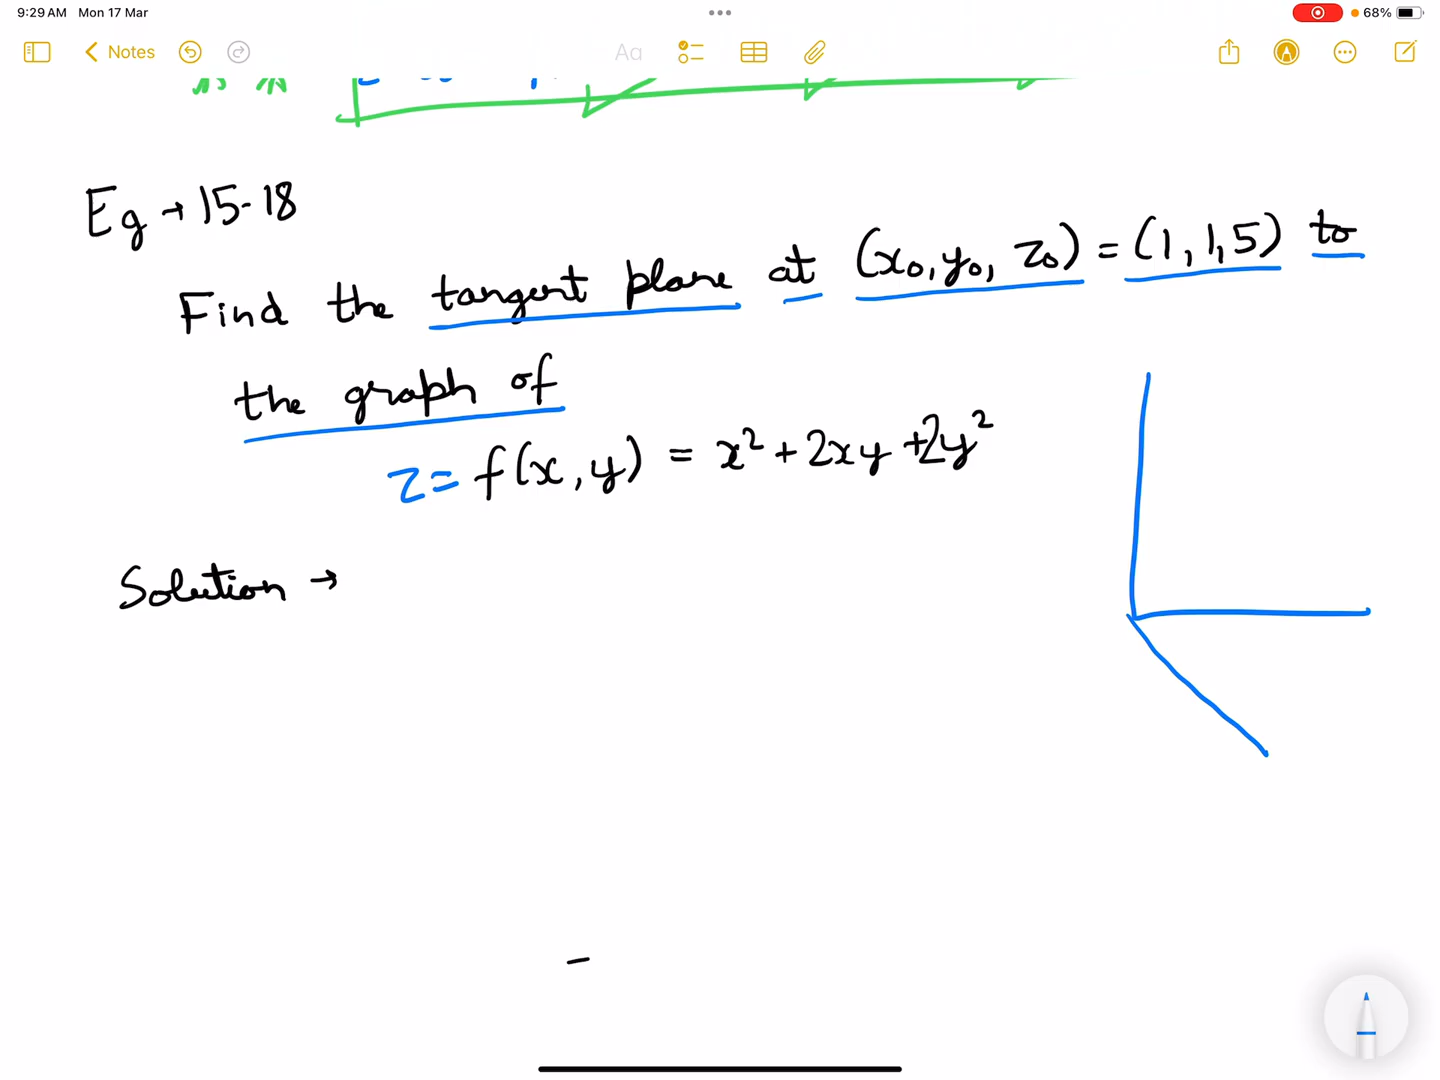 9:29 AM Mon 17 Mar
68%
Notes
Aa
Eg → 15.18
Find the tangent plane at (x₀, y₀, z₀) = (1, 1, 5) to
the graph of
z = f(x, y) = x² + 2xy + 2y²
Solution →